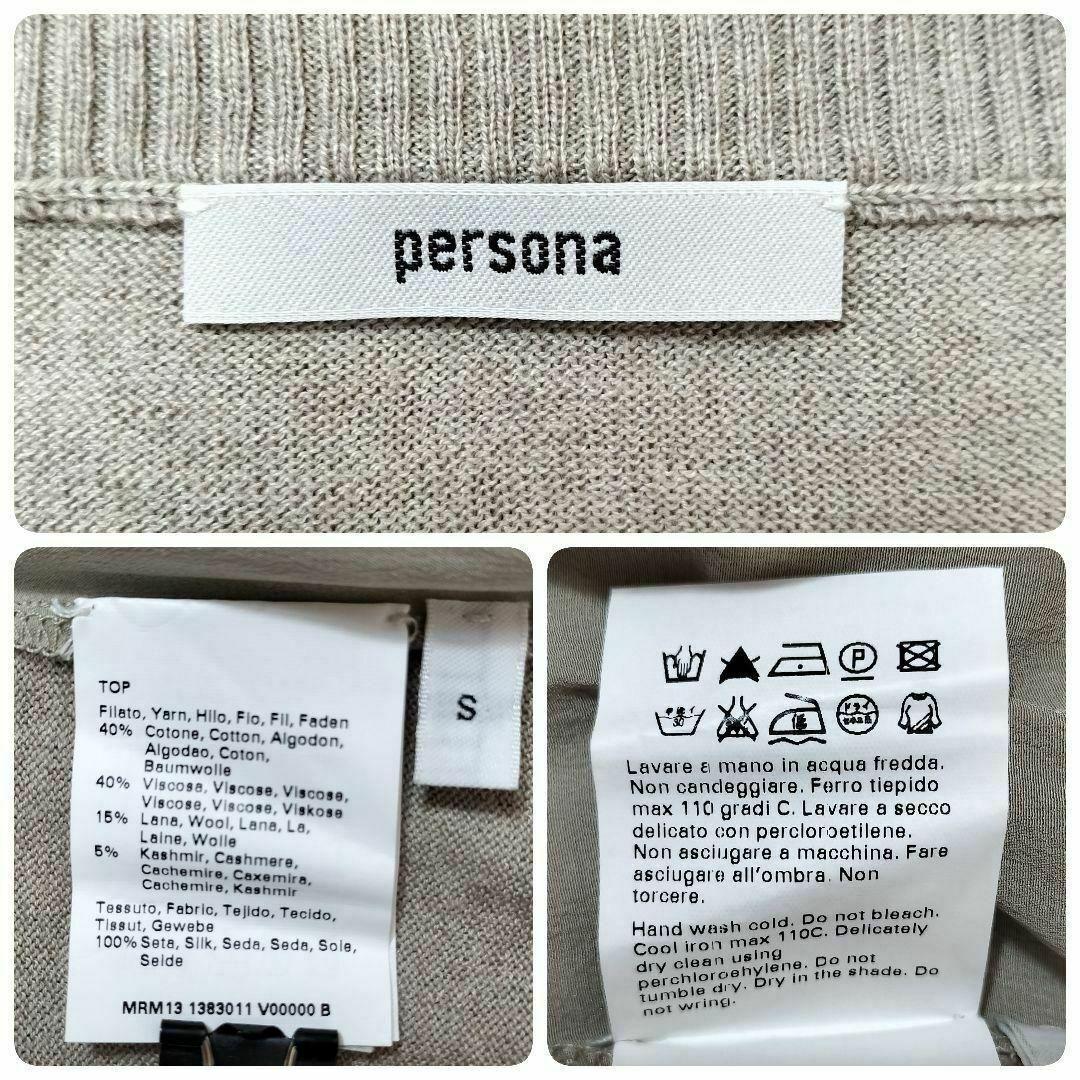 persona
TOP
Filato, Yarn, Hilo, Fio, Fil, Faden
40% Cotone, Cotton, Algodon,
Algodao, Coton,
Baumwolle
40% Viscosa, Viscose, Viscose,
Viscose, Viscose, Viskose
15% Lana, Wool, Lana, La,
Laine, Wolle
5% Kashmir, Cashmere,
Cachemire, Caxemira,
Cachemire, Kashmir
Tessuto, Fabric, Tejido, Tecido,
Tissut, Gewebe
100% Seta, Silk, Seda, Seda, Soie,
Seide
MRM13 1383011 V00000 B
S
P
30
低
ドライ
Lavare a mano in acqua fredda.
Non candeggiare. Ferro tiepido
max 110 gradi C. Lavare a secco
delicato con percloroetilene.
Non asciugare a macchina. Fare
asciugare all'ombra. Non
torcere.
Hand wash cold. Do not bleach.
Cool iron max 110C. Delicately
dry clean using
perchloroehylene. Do not
tumble dry. Dry in the shade. Do
not wring.